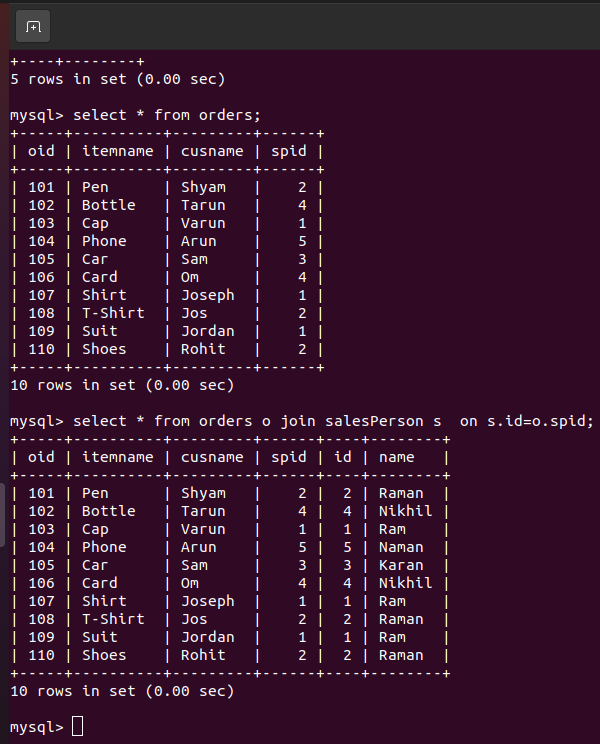 +----+--------+
5 rows in set (0.00 sec)
mysql> select * from orders;
+-----+----------+---------+------+
| oid | itemname | cusname | spid |
+-----+----------+---------+------+
| 101 | Pen      | Shyam   |    2 |
| 102 | Bottle   | Tarun   |    4 |
| 103 | Cap      | Varun   |    1 |
| 104 | Phone    | Arun    |    5 |
| 105 | Car      | Sam     |    3 |
| 106 | Card     | Om      |    4 |
| 107 | Shirt    | Joseph  |    1 |
| 108 | T-Shirt  | Jos     |    2 |
| 109 | Suit     | Jordan  |    1 |
| 110 | Shoes    | Rohit   |    2 |
+-----+----------+---------+------+
10 rows in set (0.00 sec)
mysql> select * from orders o join salesPerson s  on s.id=o.spid;
+-----+----------+---------+------+----+--------+
| oid | itemname | cusname | spid | id | name   |
+-----+----------+---------+------+----+--------+
| 101 | Pen      | Shyam   |    2 |  2 | Raman  |
| 102 | Bottle   | Tarun   |    4 |  4 | Nikhil |
| 103 | Cap      | Varun   |    1 |  1 | Ram    |
| 104 | Phone    | Arun    |    5 |  5 | Naman  |
| 105 | Car      | Sam     |    3 |  3 | Karan  |
| 106 | Card     | Om      |    4 |  4 | Nikhil |
| 107 | Shirt    | Joseph  |    1 |  1 | Ram    |
| 108 | T-Shirt  | Jos     |    2 |  2 | Raman  |
| 109 | Suit     | Jordan  |    1 |  1 | Ram    |
| 110 | Shoes    | Rohit   |    2 |  2 | Raman  |
+-----+----------+---------+------+----+--------+
10 rows in set (0.00 sec)
mysql>